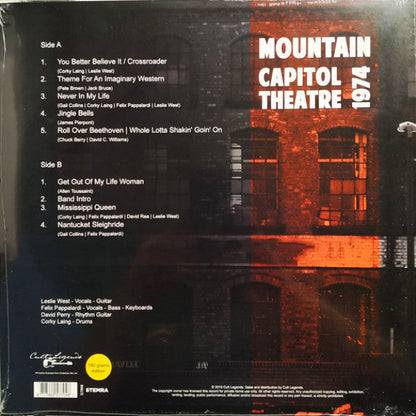 MOUNTAIN
CAPITOL
THEATRE 1974
Side A
1. You Better Believe It / Crossroader
(Corky Laing | Leslie West)
2. Theme For An Imaginary Western
(Pete Brown | Jack Bruce)
3. Never In My Life
(Gail Collins | Corky Laing | Felix Pappalardi | Leslie West)
4. Jingle Bells
(James Pierpont)
5. Roll Over Beethoven | Whole Lotta Shakin' Goin' On
(Chuck Berry | David C. Williams)
Side B
1. Get Out Of My Life Woman
(Allen Toussaint)
2. Band Intro
3. Mississippi Queen
(Corky Laing | Felix Pappalardi | David Rea | Leslie West)
4. Nantucket Sleighride
(Gail Collins | Felix Pappalardi)
Leslie West - Vocals - Guitar
Felix Pappalardi - Vocals - Bass - Keyboards
David Perry - Rhythm Guitar
Corky Laing - Drums
Cult Legends
180 grams
edition
STEMRA